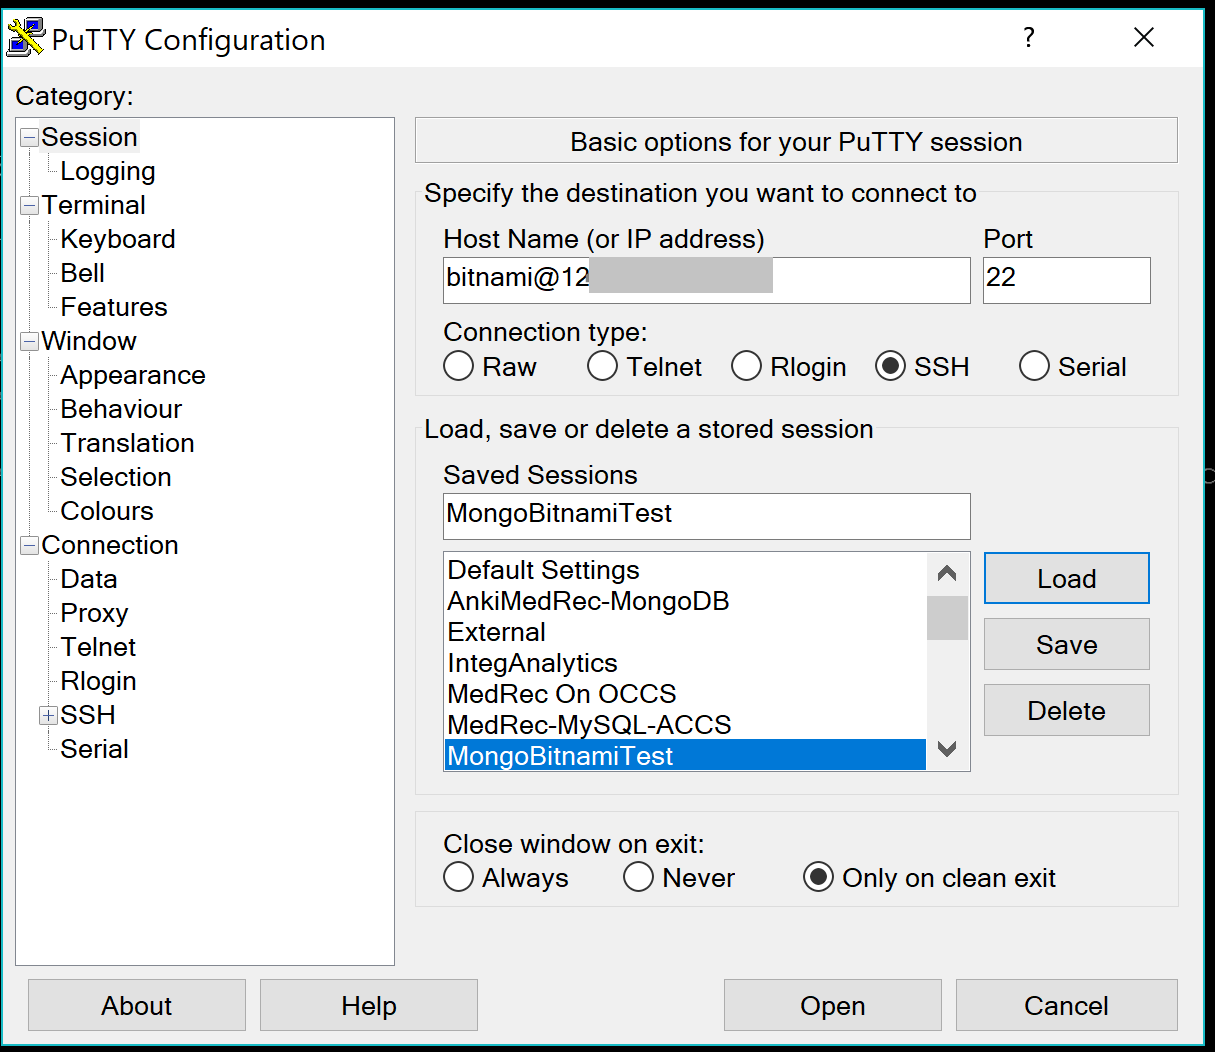 PuTTY Configuration
?
Category:
Session
Logging
Terminal
Keyboard
Bell
Features
Window
Appearance
Behaviour
Translation
Selection
Colours
Connection
Data
Proxy
Telnet
Rlogin
SSH
Serial
Basic options for your PuTTY session
Specify the destination you want to connect to
Host Name (or IP address) Port
bitnami@12 22
Connection type:
Raw Telnet Rlogin SSH Serial
Load, save or delete a stored session
Saved Sessions
MongoBitnamiTest
Default Settings
AnkiMedRec-MongoDB
External
IntegAnalytics
MedRec On OCCS
MedRec-MySQL-ACCS
MongoBitnamiTest
Load
Save
Delete
Close window on exit:
Always Never Only on clean exit
About Help Open Cancel